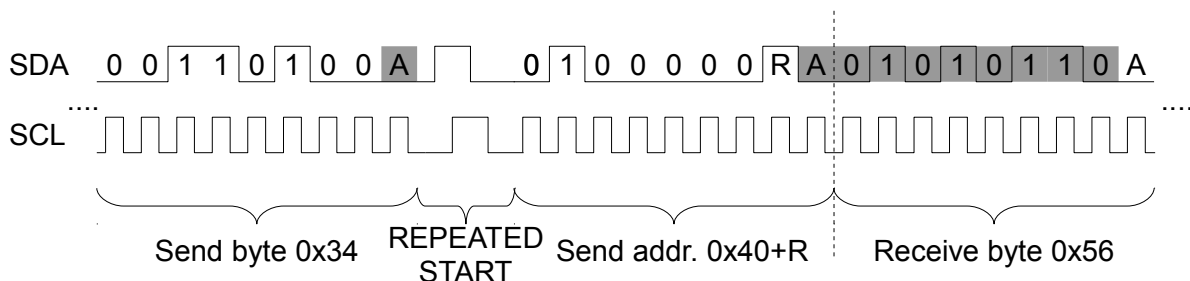 SDA 0 0 1 1 0 1 0 0 A 0 1 0 0 0 0 0 R A 0 1 0 1 0 1 1 0 A
.... ....
SCL
Send byte 0x34 REPEATED START Send addr. 0x40+R Receive byte 0x56